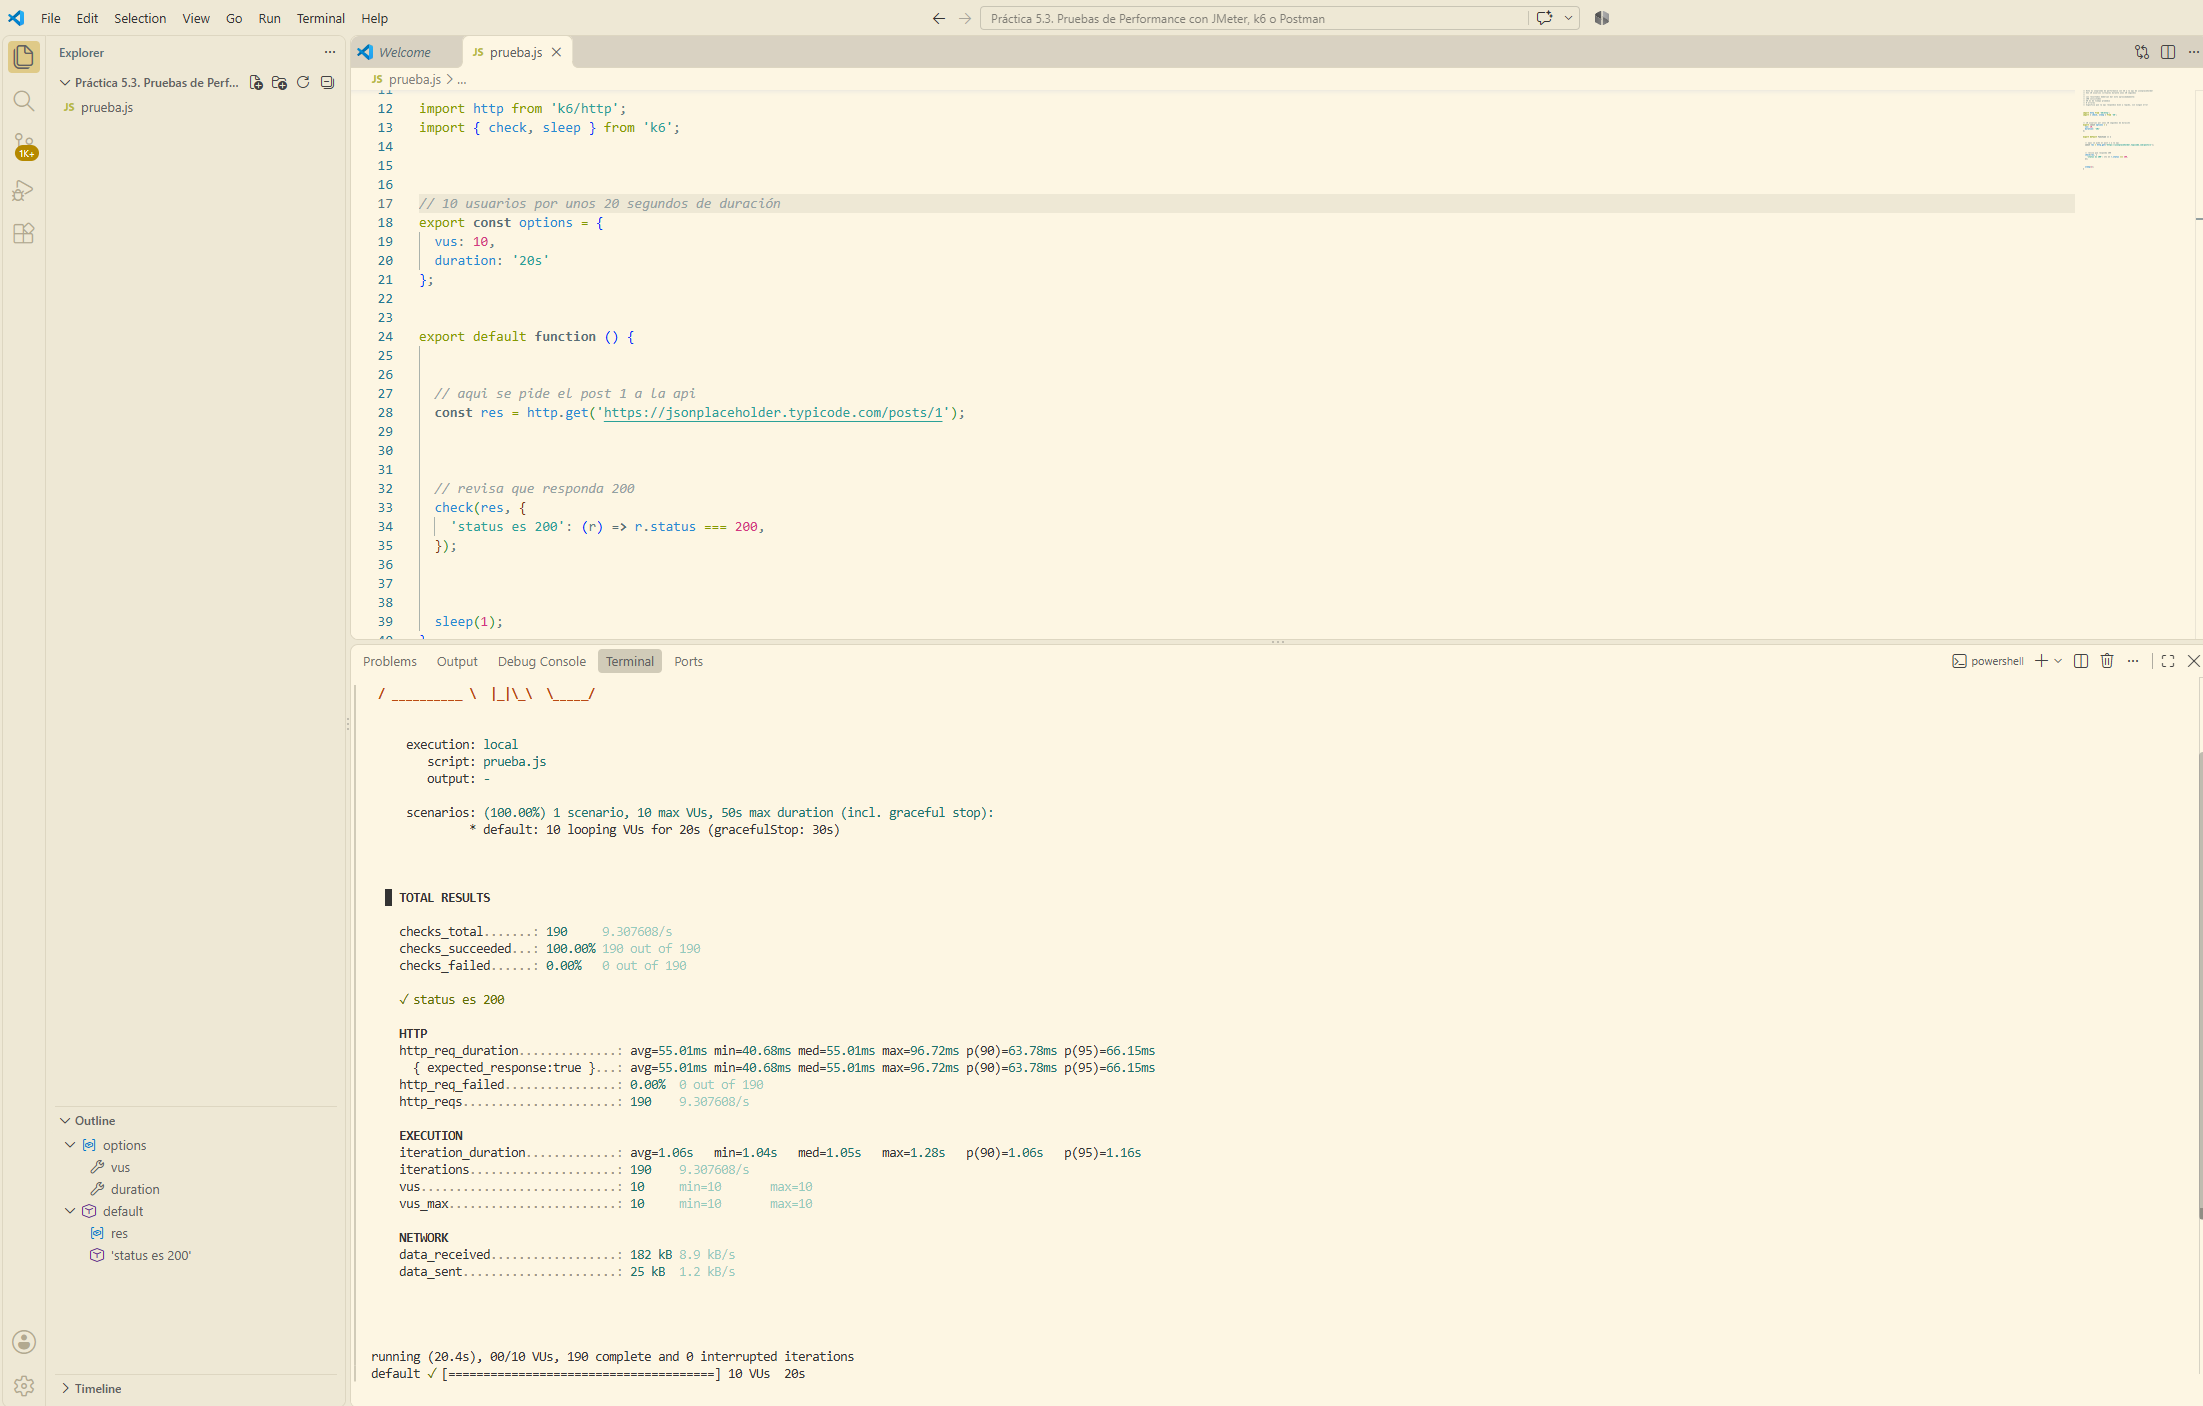 File Edit Selection View Go Run Terminal Help
Práctica 5.3. Pruebas de Performance con JMeter, k6 o Postman
Explorer
Práctica 5.3. Pruebas de Perf...
JS prueba.js
1K+
Outline
options
vus
duration
default
res
'status es 200'
Timeline
Welcome
JS prueba.js
JS prueba.js > ...
11
12 import http from 'k6/http';
13 import { check, sleep } from 'k6';
14
15
16
17 // 10 usuarios por unos 20 segundos de duración
18 export const options = {
19 vus: 10,
20 duration: '20s'
21 };
22
23
24 export default function () {
25
26
27 // aqui se pide el post 1 a la api
28 const res = http.get('https://jsonplaceholder.typicode.com/posts/1');
29
30
31
32 // revisa que responda 200
33 check(res, {
34 'status es 200': (r) => r.status === 200,
35 });
36
37
38
39 sleep(1);
40 }
Problems Output Debug Console Terminal Ports
powershell
/ __________ \  |_|\_\  \_____/
execution: local
script: prueba.js
output: -
scenarios: (100.00%) 1 scenario, 10 max VUs, 50s max duration (incl. graceful stop):
* default: 10 looping VUs for 20s (gracefulStop: 30s)
TOTAL RESULTS
checks_total.......: 190 9.307608/s
checks_succeeded...: 100.00% 190 out of 190
checks_failed......: 0.00% 0 out of 190
✓ status es 200
HTTP
http_req_duration..............: avg=55.01ms min=40.68ms med=55.01ms max=96.72ms p(90)=63.78ms p(95)=66.15ms
{ expected_response:true }...: avg=55.01ms min=40.68ms med=55.01ms max=96.72ms p(90)=63.78ms p(95)=66.15ms
http_req_failed................: 0.00% 0 out of 190
http_reqs......................: 190 9.307608/s
EXECUTION
iteration_duration.............: avg=1.06s min=1.04s med=1.05s max=1.28s p(90)=1.06s p(95)=1.16s
iterations.....................: 190 9.307608/s
vus............................: 10 min=10 max=10
vus_max........................: 10 min=10 max=10
NETWORK
data_received..................: 182 kB 8.9 kB/s
data_sent......................: 25 kB 1.2 kB/s
running (20.4s), 00/10 VUs, 190 complete and 0 interrupted iterations
default ✓ [======================================] 10 VUs  20s